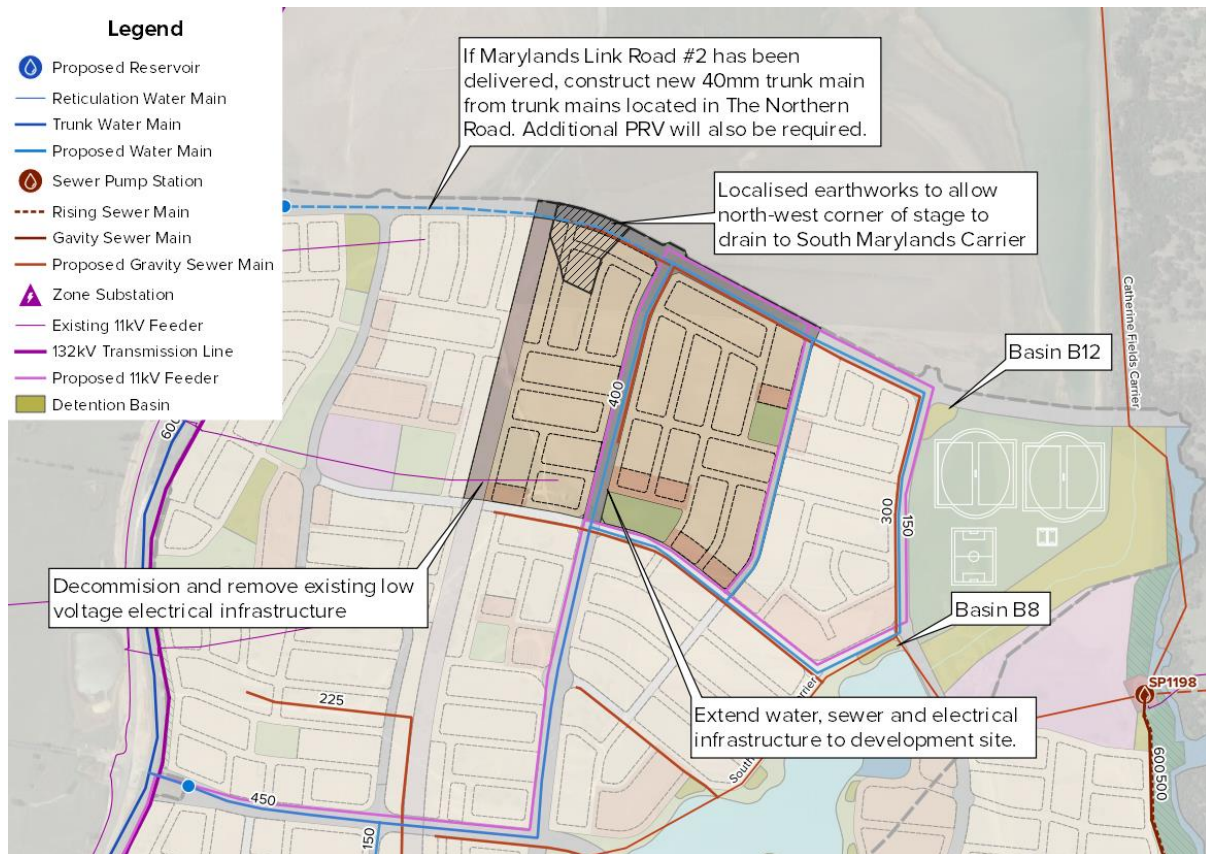 Legend
Proposed Reservoir
Reticulation Water Main
Trunk Water Main
Proposed Water Main
Sewer Pump Station
Rising Sewer Main
Gavity Sewer Main
Proposed Gravity Sewer Main
Zone Substation
Existing 11kV Feeder
132kV Transmission Line
Proposed 11kV Feeder
Detention Basin
If Marylands Link Road #2 has been
delivered, construct new 40mm trunk main
from trunk mains located in The Northern
Road. Additional PRV will also be required.
Localised earthworks to allow
north-west corner of stage to
drain to South Marylands Carrier
Catherine Fields Carrier
Basin B12
400
600
300
150
Decommision and remove existing low
voltage electrical infrastructure
Basin B8
SP1198
225
Extend water, sewer and electrical
infrastructure to development site.
600
500
450
150